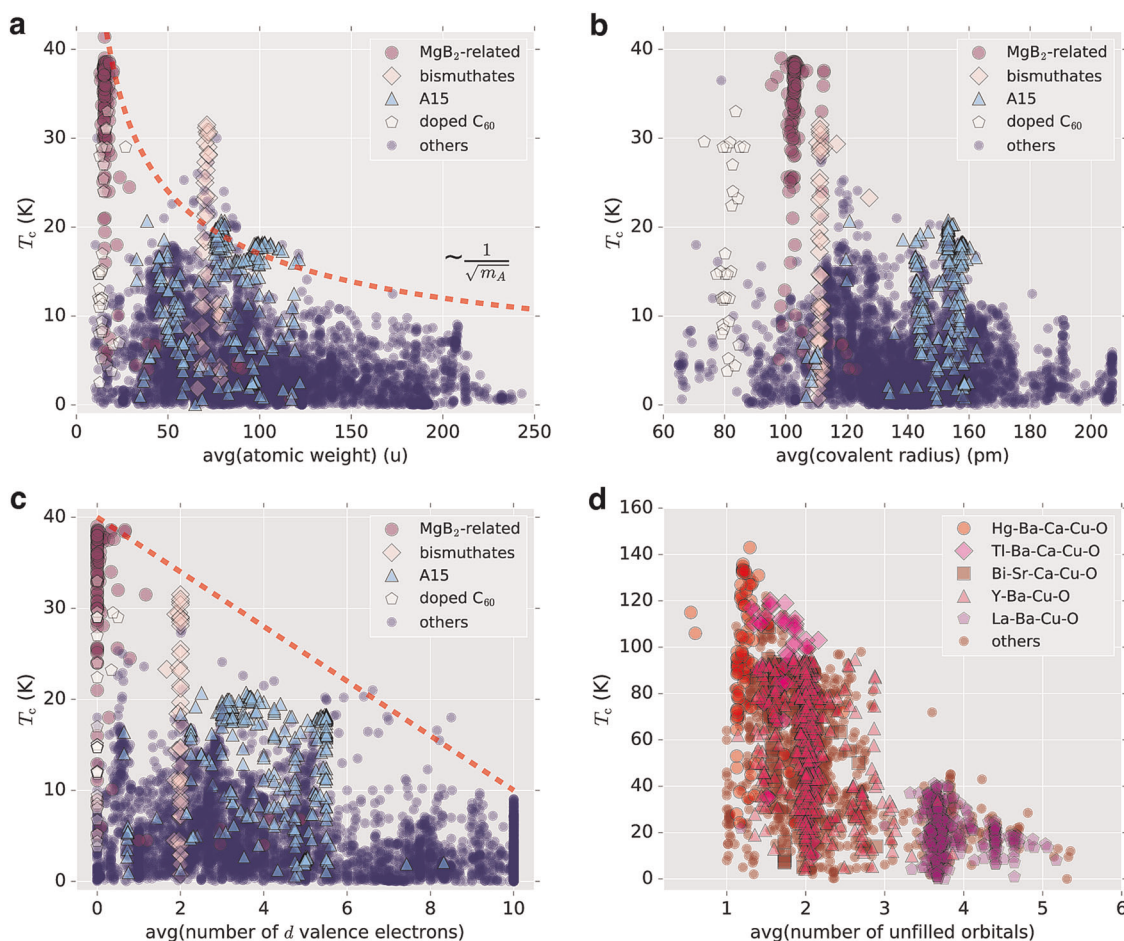 a
40
30
20
10
0
T_c (K)
MgB₂-related
bismuthates
A15
doped C₆₀
others
~ 1/√m_A
0 50 100 150 200 250
avg(atomic weight) (u)
b
40
30
20
10
0
T_c (K)
MgB₂-related
bismuthates
A15
doped C₆₀
others
60 80 100 120 140 160 180 200
avg(covalent radius) (pm)
c
40
30
20
10
0
T_c (K)
MgB₂-related
bismuthates
A15
doped C₆₀
others
0 2 4 6 8 10
avg(number of d valence electrons)
d
160
140
120
100
80
60
40
20
0
T_c (K)
Hg-Ba-Ca-Cu-O
Tl-Ba-Ca-Cu-O
Bi-Sr-Ca-Cu-O
Y-Ba-Cu-O
La-Ba-Cu-O
others
1 2 3 4 5 6
avg(number of unfilled orbitals)